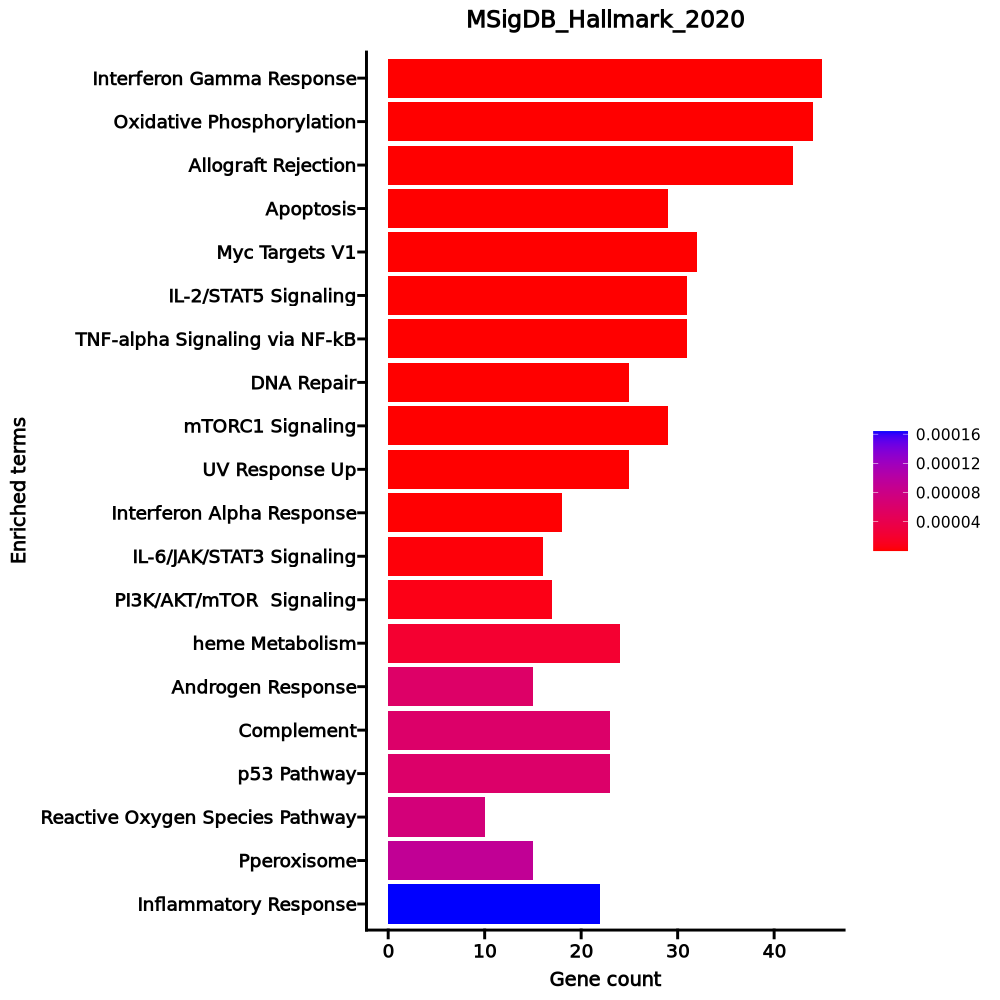 MSigDB_Hallmark_2020
Interferon Gamma Response
Oxidative Phosphorylation
Allograft Rejection
Apoptosis
Myc Targets V1
IL-2/STAT5 Signaling
TNF-alpha Signaling via NF-kB
DNA Repair
mTORC1 Signaling
UV Response Up
Interferon Alpha Response
IL-6/JAK/STAT3 Signaling
PI3K/AKT/mTOR  Signaling
heme Metabolism
Androgen Response
Complement
p53 Pathway
Reactive Oxygen Species Pathway
Pperoxisome
Inflammatory Response
Enriched terms
0 10 20 30 40
Gene count
0.00016
0.00012
0.00008
0.00004